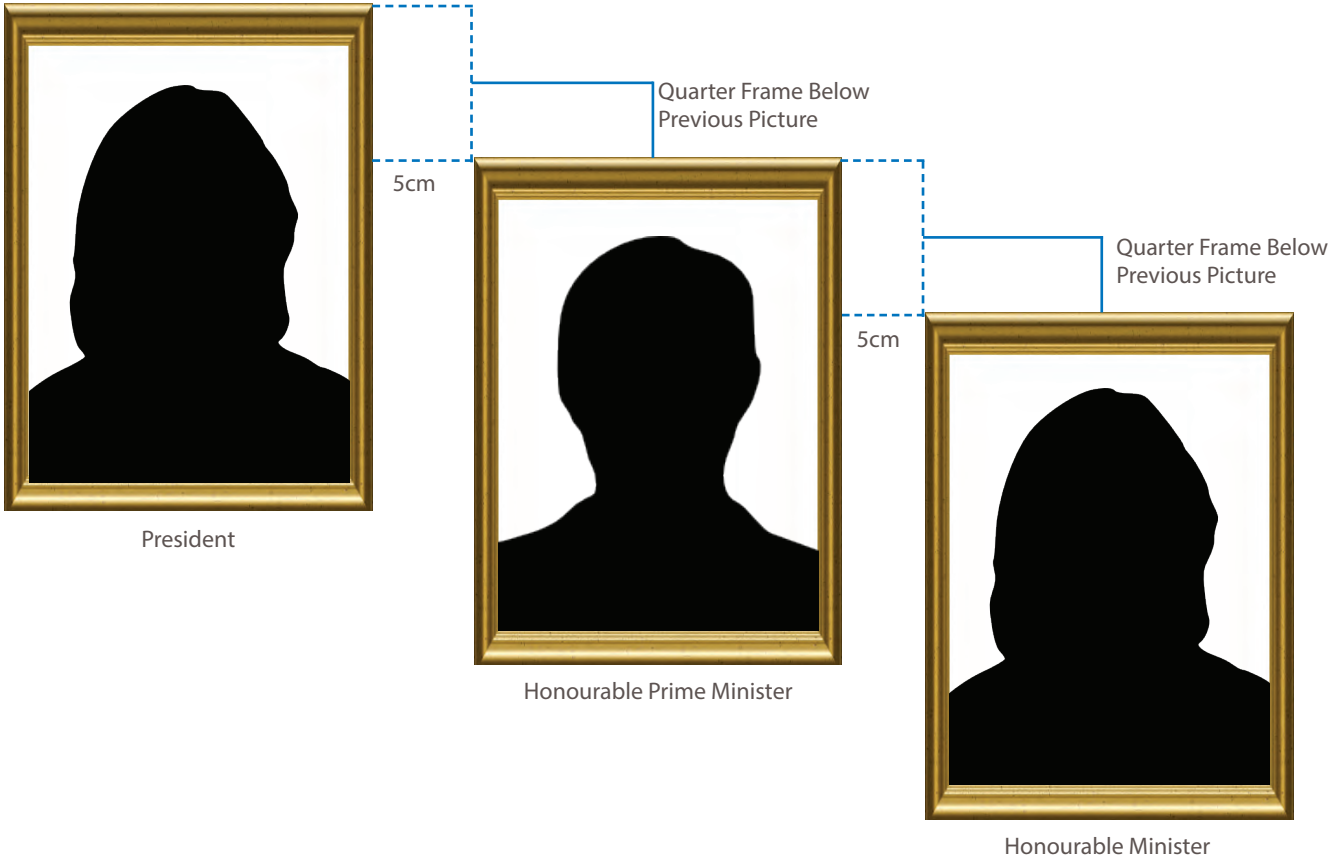 Quarter Frame Below
Previous Picture
5cm
Quarter Frame Below
Previous Picture
5cm
President
Honourable Prime Minister
Honourable Minister